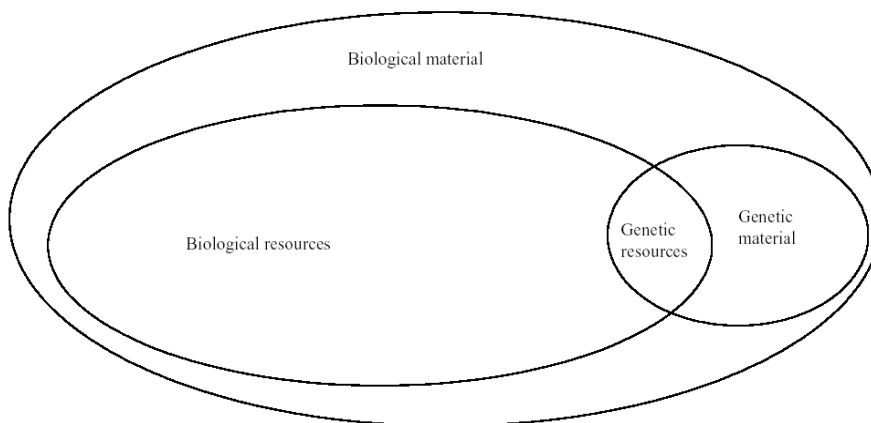 Biological material
Biological resources
Genetic
resources
Genetic
material